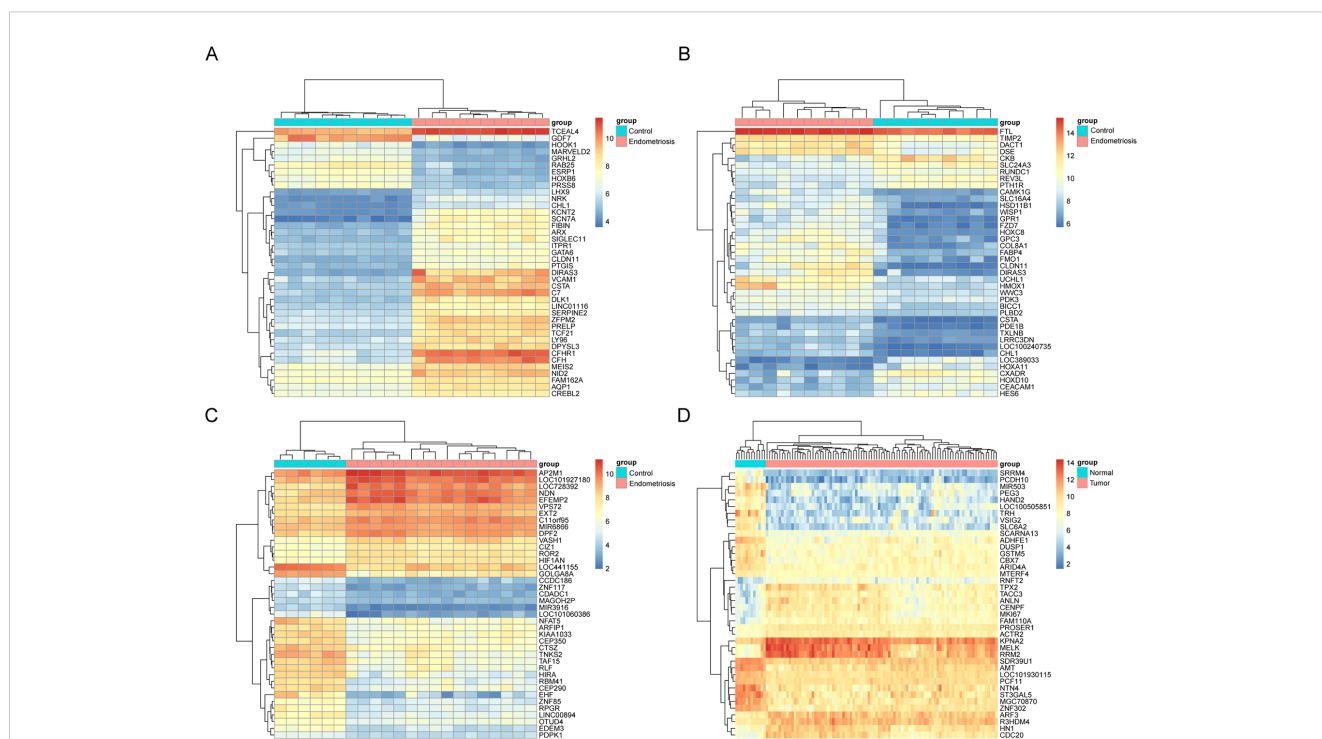 A
group
TCEAL4
GDF7
HOOK1
MARVELD2
GRHL2
RAB25
ESRP1
HOXB6
PRSS8
LHX9
NRK
CHL1
KCNT2
SCN7A
FIBIN
ARX
SIGLEC11
ITPR1
GATA6
CLDN11
PTGIS
DIRAS3
VCAM1
CSTA
C7
DLK1
LINC01116
SERPINE2
ZFPM2
PRELP
TCF21
LY96
DPYSL3
CFHR1
CFH
MEIS2
NID2
FAM162A
AQP1
CREBL2
10
8
6
4
group
Control
Endometriosis
B
group
FTL
TIMP2
DACT1
DSE
CKB
SLC24A3
RUNDC1
REV3L
PTH1R
CAMK1G
SLC16A4
HSD11B1
WISP1
GPR1
FZD7
HOXC8
GPC3
COL8A1
FABP4
FMO1
CLDN11
DIRAS3
UCHL1
HMOX1
WWC3
PDK3
BICC1
PLBD2
CSTA
PDE1B
TXLNB
LRRC3DN
LOC100240735
CHL1
LOC389033
HOXA11
CXADR
HOXD10
CEACAM1
HES6
14
12
10
8
6
group
Control
Endometriosis
C
group
AP2M1
LOC101927180
LOC728392
NDN
EFEMP2
VPS72
EXT2
C11orf95
MIR6866
DPF2
VASH1
CIZ1
ROR2
HIF1AN
LOC441155
GOLGA8A
CCDC186
ZNF117
CDADC1
MAGOH2P
MIR3916
LOC101060386
NFAT5
ARFIP1
KIAA1033
CEP350
CTSZ
TNKS2
TAF15
RLF
HIRA
RBM41
CEP290
EHF
ZNF85
RPGR
LINC00894
OTUD4
EDEM3
PDPK1
10
8
6
4
2
group
Control
Endometriosis
D
group
SRRM4
PCDH10
MIR503
PEG3
HAND2
LOC100505851
TRH
VSIG2
SLC6A2
SCARNA13
ADHFE1
DUSP1
GSTM5
CBX7
ARID4A
MTERF4
RNFT2
TPX2
TACC3
ANLN
CENPF
MKI67
FAM110A
PROSER1
ACTR2
KPNA2
MELK
RRM2
SDR39U1
AMT
LOC101930115
PCF11
NTN4
ST3GAL5
MGC70870
ZNF302
ARF3
R3HDM4
HN1
CDC20
14
12
10
8
6
4
2
group
Normal
Tumor